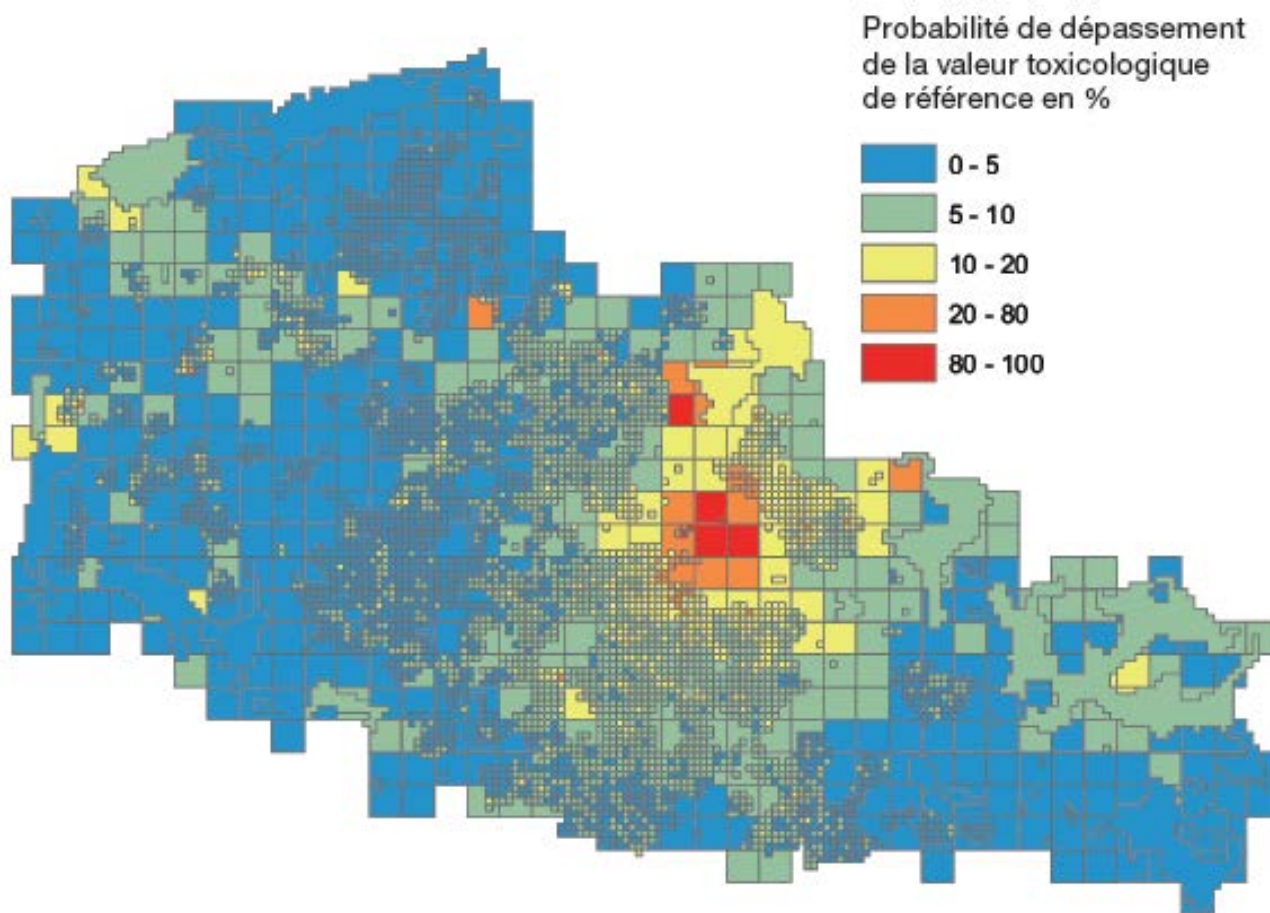 Probabilité de dépassement
de la valeur toxicologique
de référence en %
0 - 5
5 - 10
10 - 20
20 - 80
80 - 100